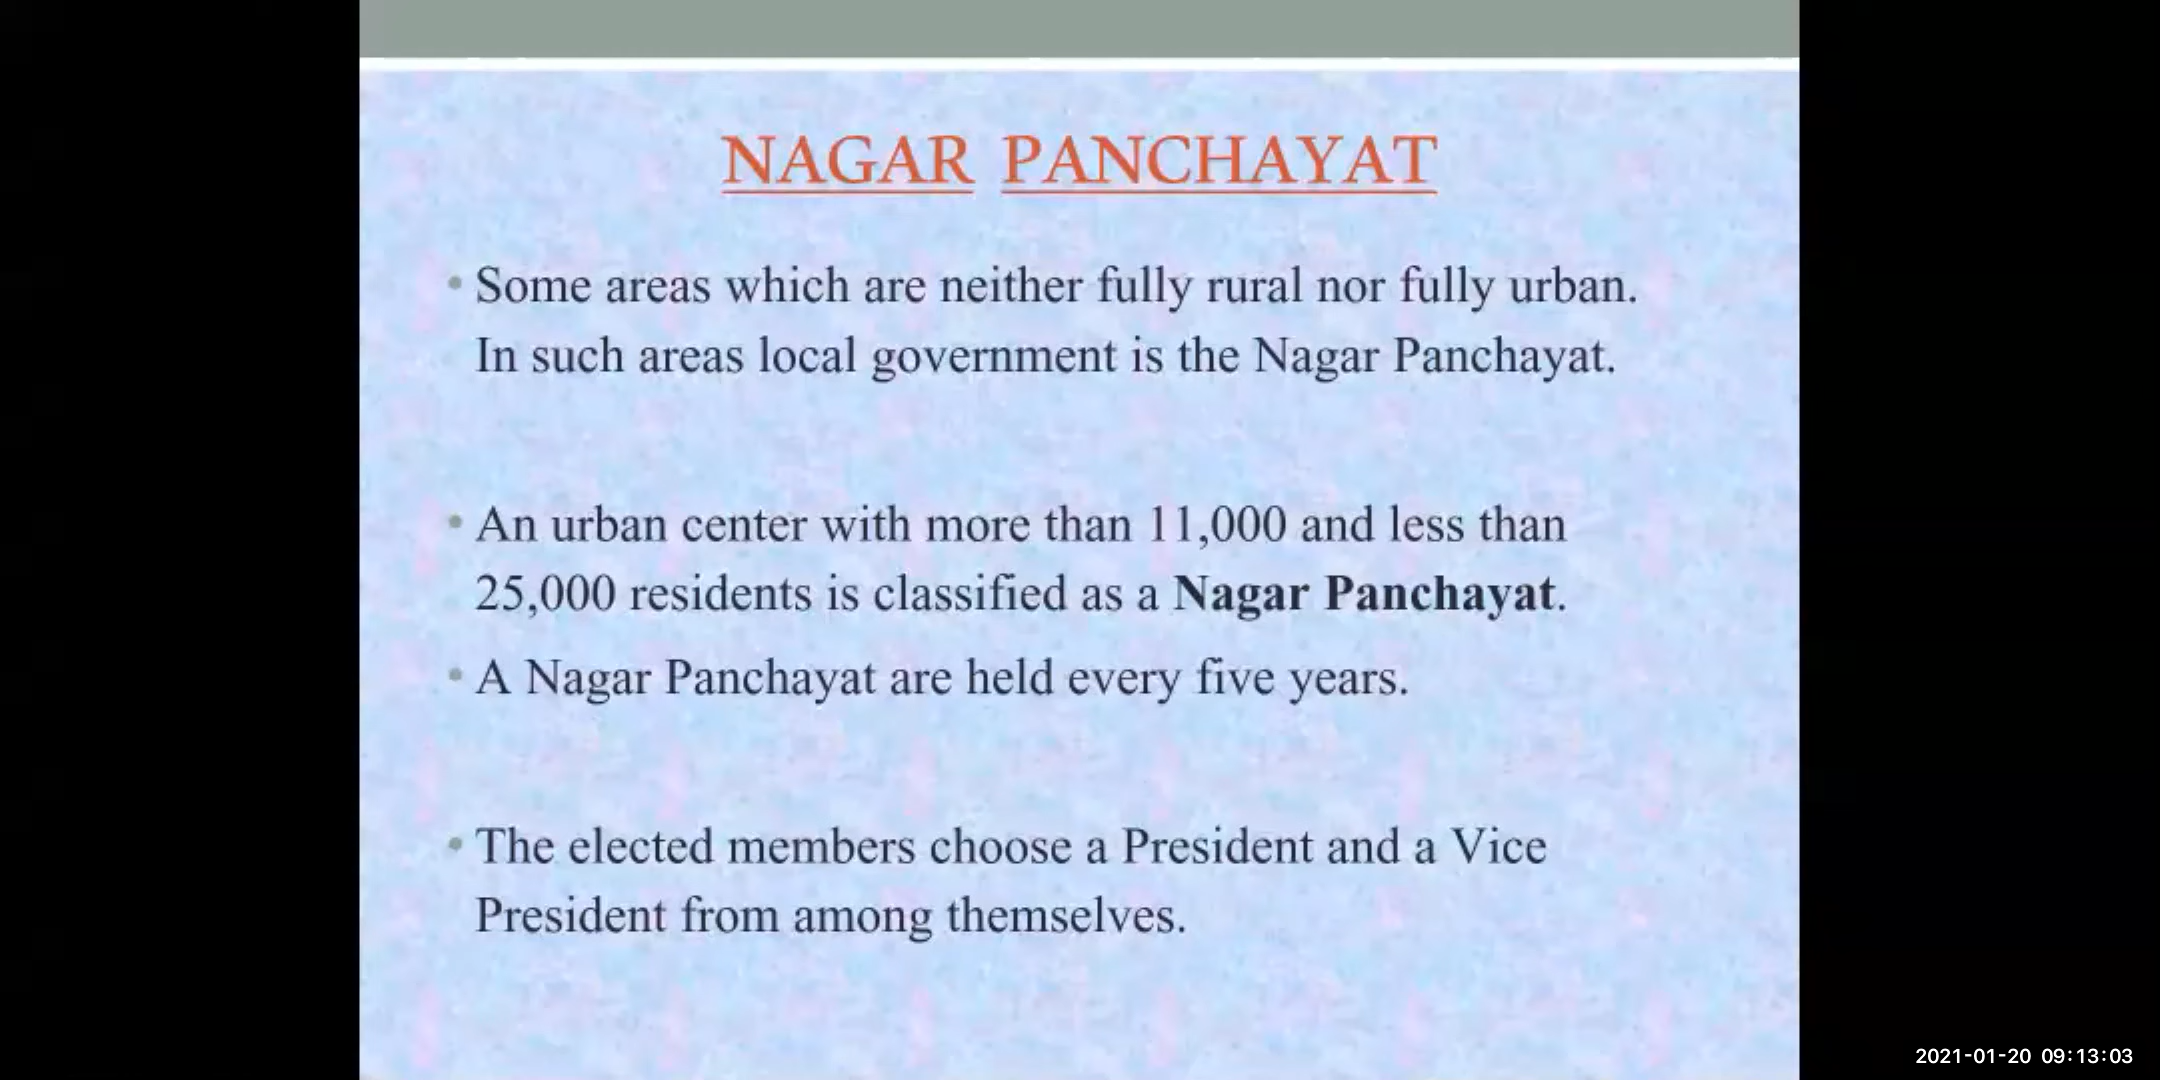 NAGAR PANCHAYAT
• Some areas which are neither fully rural nor fully urban.
In such areas local government is the Nagar Panchayat.
• An urban center with more than 11,000 and less than
25,000 residents is classified as a Nagar Panchayat.
• A Nagar Panchayat are held every five years.
• The elected members choose a President and a Vice
President from among themselves.
2021-01-20 09:13:03